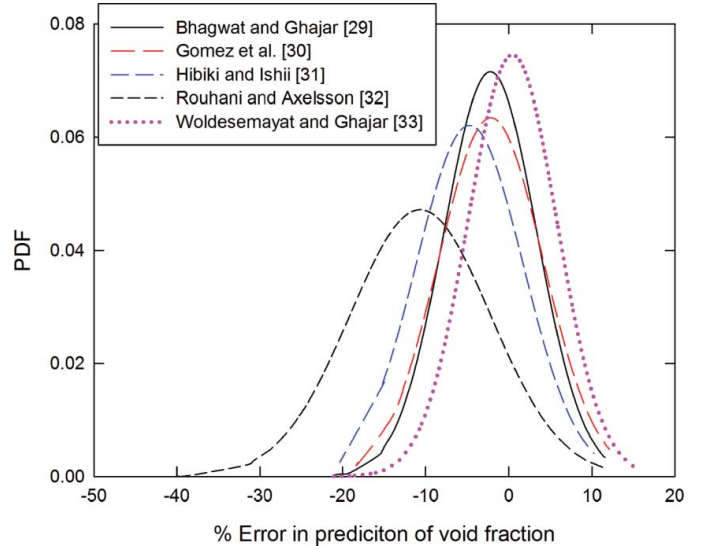 0.08
0.06
0.04
0.02
0.00
PDF
Bhagwat and Ghajar [29]
Gomez et al. [30]
Hibiki and Ishii [31]
Rouhani and Axelsson [32]
Woldesemayat and Ghajar [33]
-50 -40 -30 -20 -10 0 10 20
% Error in prediciton of void fraction